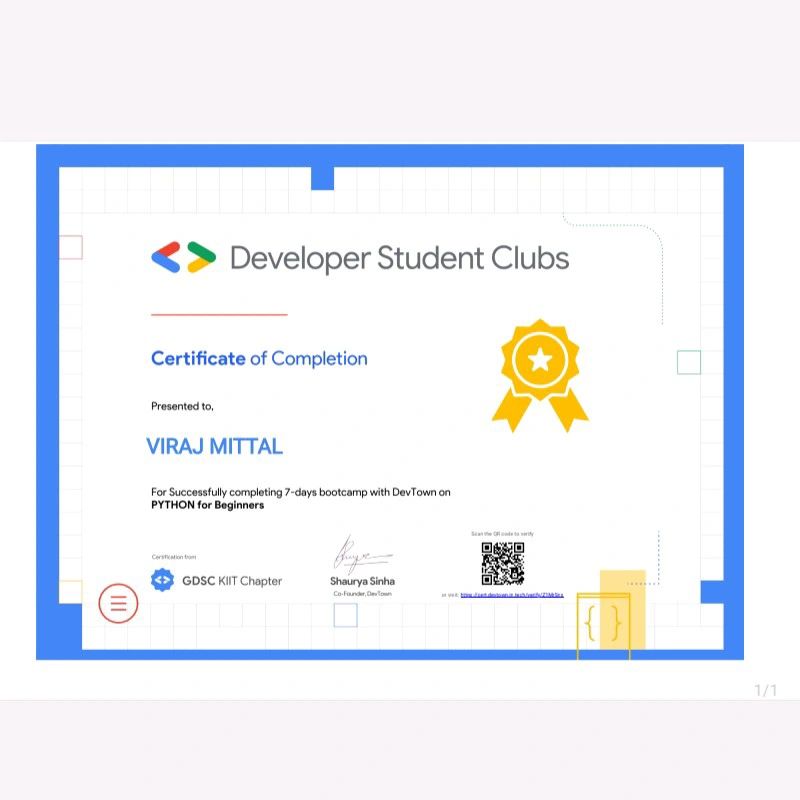 Developer Student Clubs
Certificate of Completion
Presented to,
VIRAJ MITTAL
For Successfully completing 7-days bootcamp with DevTown on
PYTHON for Beginners
Scan the QR code to verify
Certification from
GDSC KIIT Chapter
Shaurya Sinha
Co-Founder, DevTown
or visit:
{ }
1/1